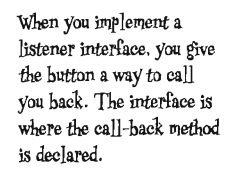 When you implement a
listener interface, you give
the button a way to call
you back. The interface is
where the call-back method
is declared.